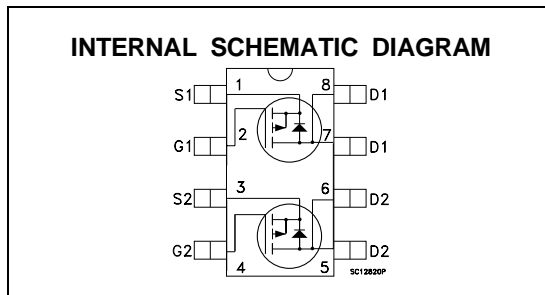 INTERNAL SCHEMATIC DIAGRAM
S1 1 8 D1
G1 2 7 D1
S2 3 6 D2
G2 4 5 D2
SC12820P